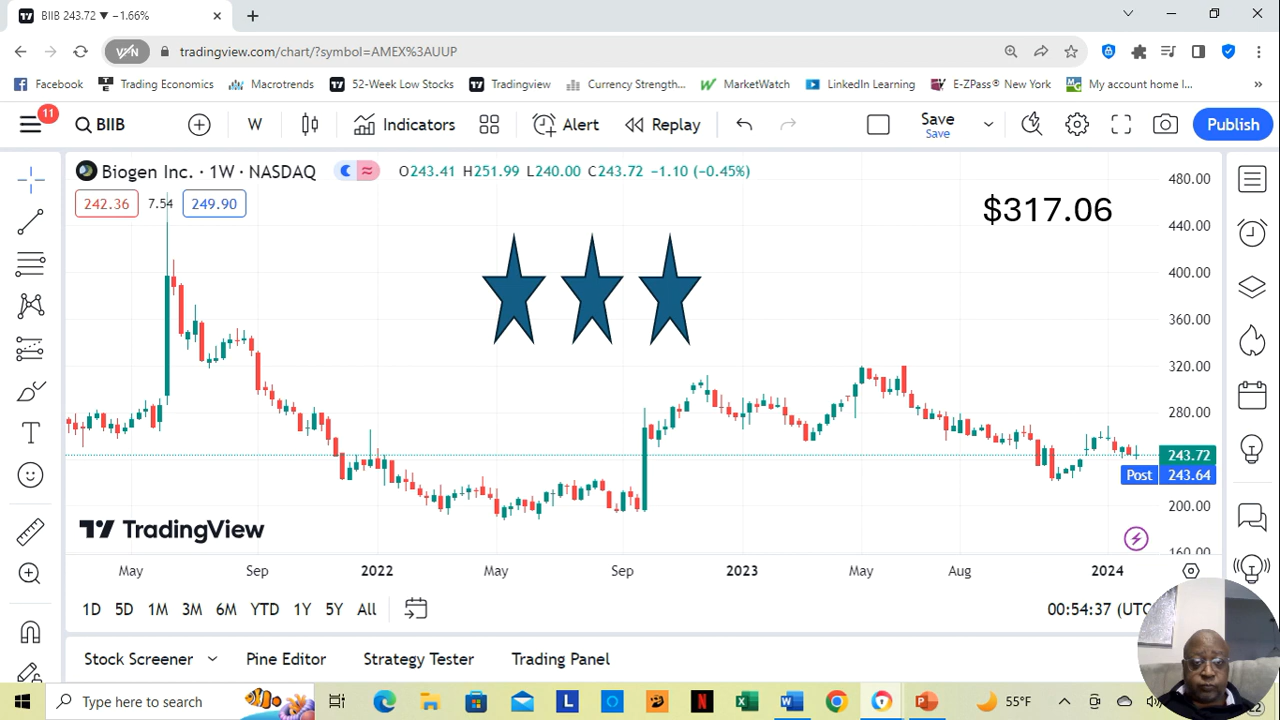 BIIB 243.72 ▼ −1.66%
tradingview.com/chart/?symbol=AMEX%3AUUP
Facebook Trading Economics Macrotrends 52-Week Low Stocks Tradingview Currency Strength... MarketWatch LinkedIn Learning E-ZPass® New York My account home I... »
11
BIIB W Indicators Alert Replay Save Publish
Save
Biogen Inc. · 1W · NASDAQ O243.41 H251.99 L240.00 C243.72 −1.10 (−0.45%)
242.36 7.54 249.90
$317.06
480.00
440.00
400.00
360.00
320.00
280.00
243.72
Post 243.64
200.00
160.00
TradingView
May Sep 2022 May Sep 2023 May Aug 2024
1D 5D 1M 3M 6M YTD 1Y 5Y All 00:54:37 (UTC
Stock Screener Pine Editor Strategy Tester Trading Panel
Type here to search 55°F